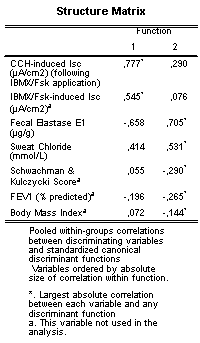 Structure Matrix
Function
1 2
CCH-induced Isc ,777* ,290
(µA/cm2) (following
IBMX/Fsk application)
IBMX/Fsk-induced Isc ,545* ,076
(µA/cm2)a
Fecal Elastase E1 -,658 ,705*
(µg/g)
Sweat Chloride ,414 ,531*
(mmol/L)
Schwachman & ,055 -,290*
Kulczycki Scorea
FEV1 (% predicted)a -,196 -,265*
Body Mass Indexa ,072 -,144*
Pooled within-groups correlations
between discriminating variables
and standardized canonical
discriminant functions
Variables ordered by absolute
size of correlation within function.
*. Largest absolute correlation
between each variable and any
discriminant function
a. This variable not used in the
analysis.